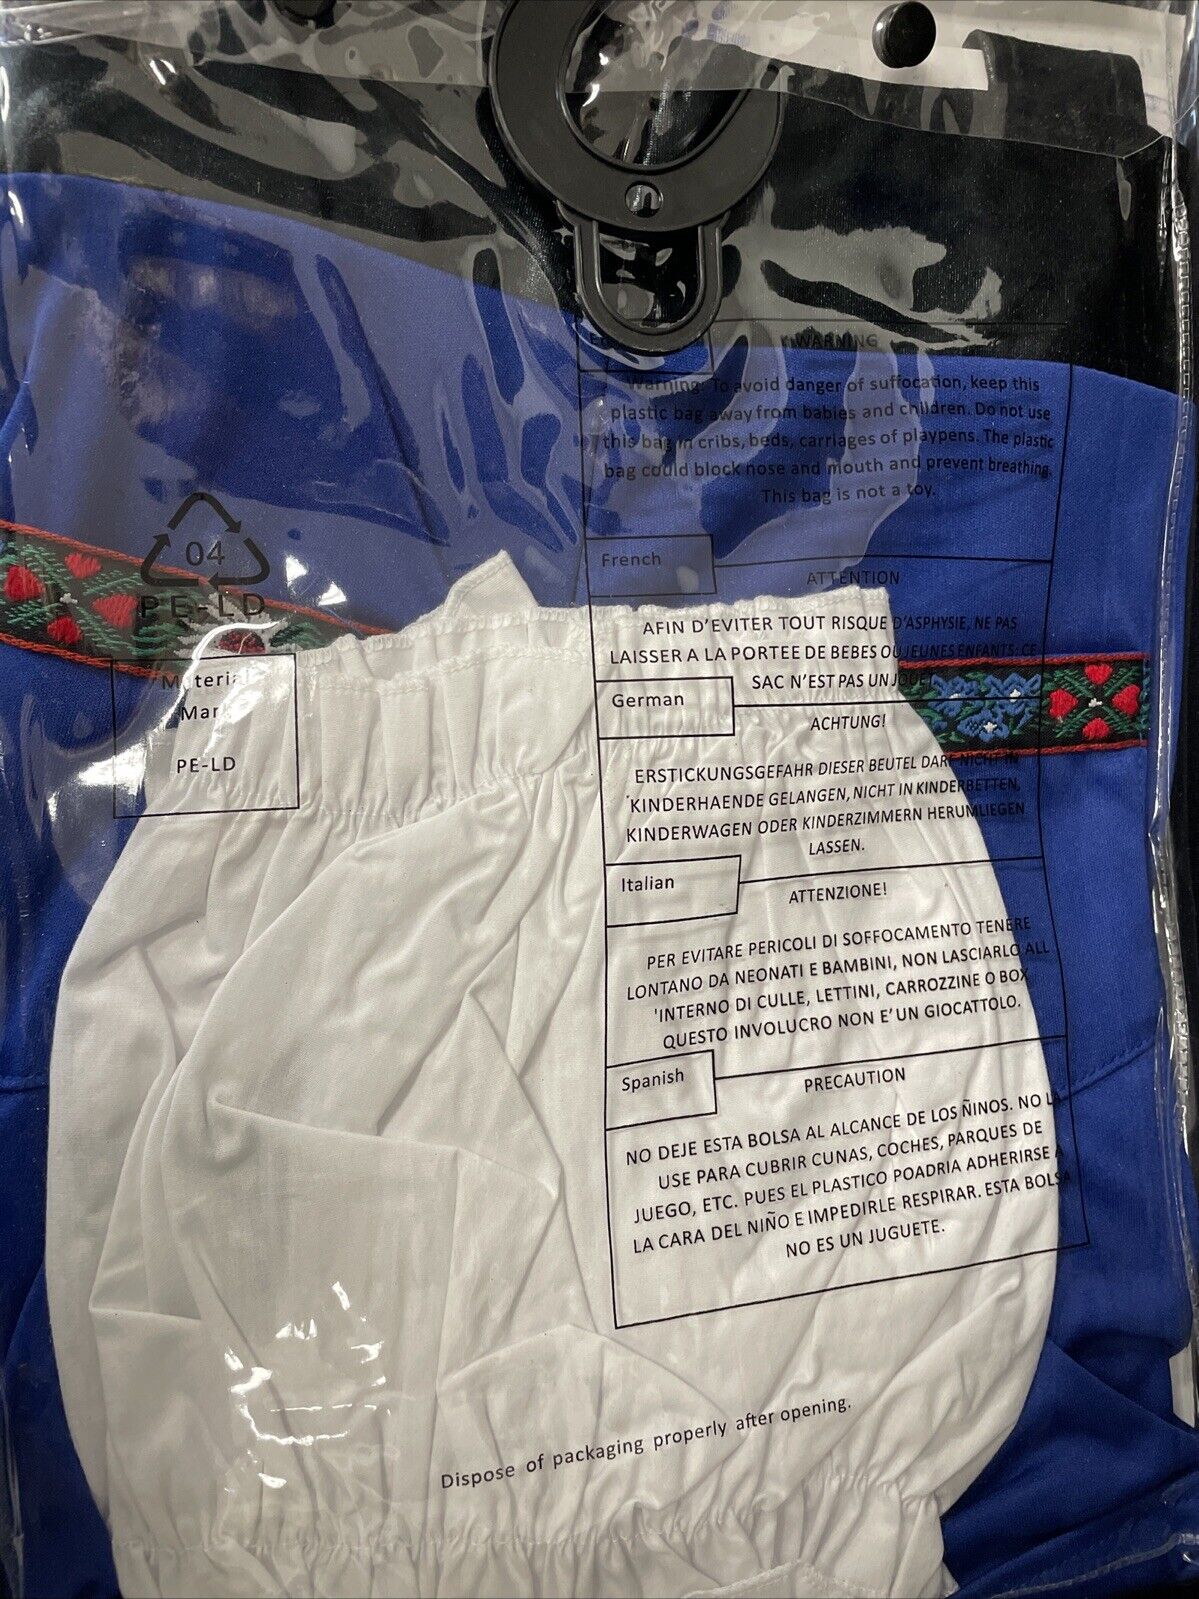 WARNING
Warning: To avoid danger of suffocation, keep this
plastic bag away from babies and children. Do not use
this bag in cribs, beds, carriages of playpens. The plastic
bag could block nose and mouth and prevent breathing.
This bag is not a toy.
04
PE-LD
Material
Mar
PE-LD
French
ATTENTION
AFIN D'EVITER TOUT RISQUE D'ASPHYSIE, NE PAS
LAISSER A LA PORTEE DE BEBES OU JEUNES ENFANTS: CE
SAC N'EST PAS UN JOUET
German
ACHTUNG!
ERSTICKUNGSGEFAHR DIESER BEUTEL DARF NICHT IN
KINDERHAENDE GELANGEN, NICHT IN KINDERBETTEN,
KINDERWAGEN ODER KINDERZIMMERN HERUMLIEGEN
LASSEN.
Italian
ATTENZIONE!
PER EVITARE PERICOLI DI SOFFOCAMENTO TENERE
LONTANO DA NEONATI E BAMBINI, NON LASCIARLO ALL
'INTERNO DI CULLE, LETTINI, CARROZZINE O BOX
QUESTO INVOLUCRO NON E' UN GIOCATTOLO.
Spanish
PRECAUTION
NO DEJE ESTA BOLSA AL ALCANCE DE LOS ÑINOS. NO LA
USE PARA CUBRIR CUNAS, COCHES, PARQUES DE
JUEGO, ETC. PUES EL PLASTICO POADRIA ADHERIRSE A
LA CARA DEL NIÑO E IMPEDIRLE RESPIRAR. ESTA BOLSA
NO ES UN JUGUETE.
Dispose of packaging properly after opening.